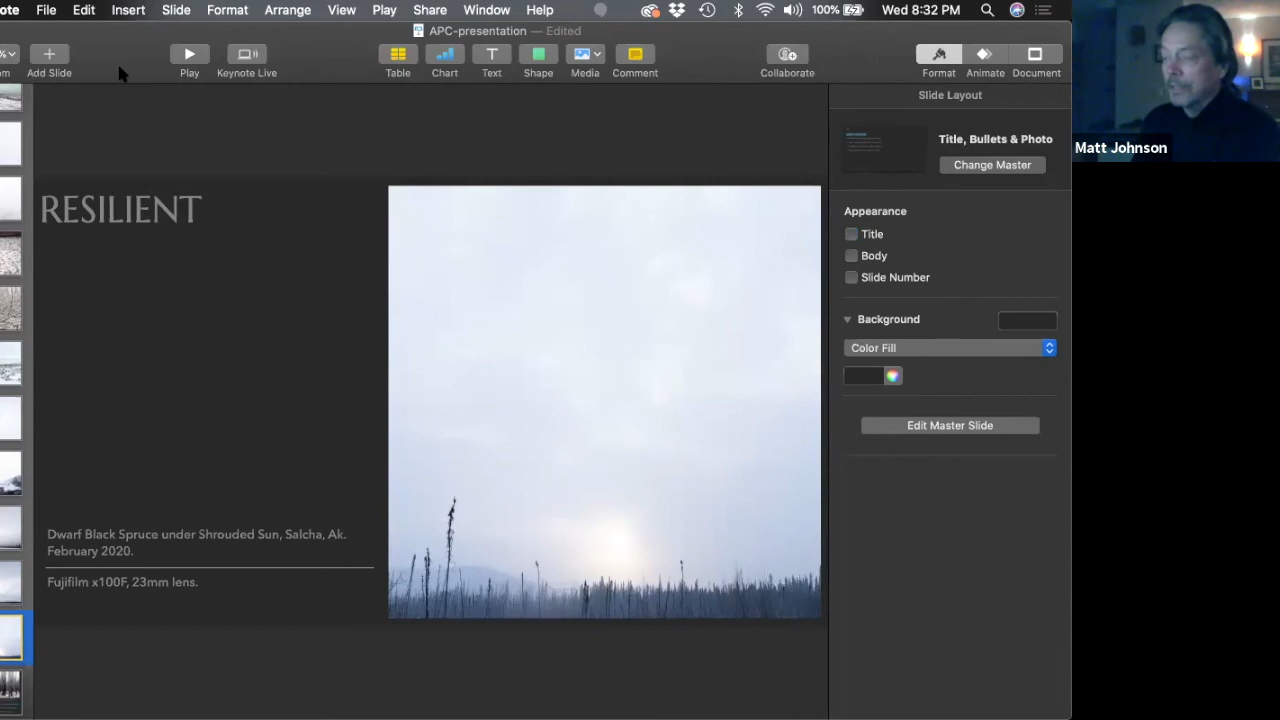 ote File Edit Insert Slide Format Arrange View Play Share Window Help 100% Wed 8:32 PM
APC-presentation — Edited
%
om Add Slide Play Keynote Live Table Chart Text Shape Media Comment Collaborate Format Animate Document
Slide Layout
Title, Bullets & Photo
Change Master
Appearance
Title
Body
Slide Number
Background
Color Fill
Edit Master Slide
RESILIENT
Dwarf Black Spruce under Shrouded Sun, Salcha, Ak.
February 2020.
Fujifilm x100F, 23mm lens.
Matt Johnson